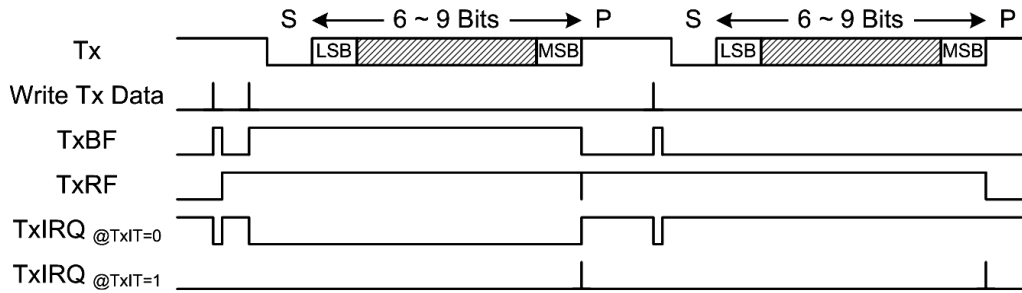 S 6 ~ 9 Bits P S 6 ~ 9 Bits P
Tx LSB MSB LSB MSB
Write Tx Data
TxBF
TxRF
TxIRQ @TxIT=0
TxIRQ @TxIT=1